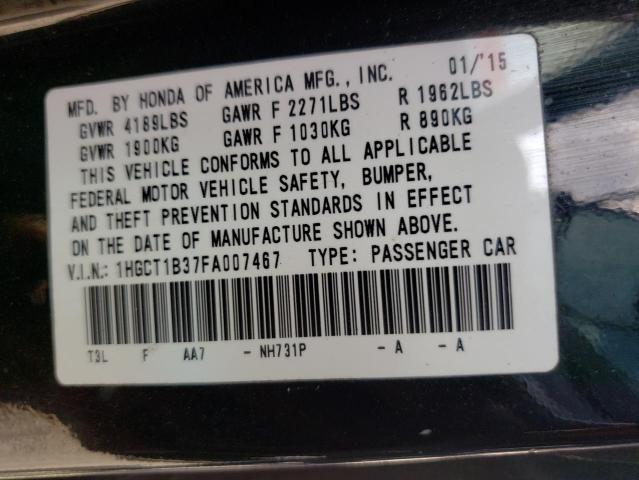 MFD. BY HONDA OF AMERICA MFG., INC. 01/'15
GVWR 4189LBS GAWR F 2271LBS R 1962LBS
GVWR 1900KG GAWR F 1030KG R 890KG
THIS VEHICLE CONFORMS TO ALL APPLICABLE
FEDERAL MOTOR VEHICLE SAFETY, BUMPER,
AND THEFT PREVENTION STANDARDS IN EFFECT
ON THE DATE OF MANUFACTURE SHOWN ABOVE.
V.I.N.: 1HGCT1B37FA007467 TYPE: PASSENGER CAR
T3L F AA7 - NH731P - A - A